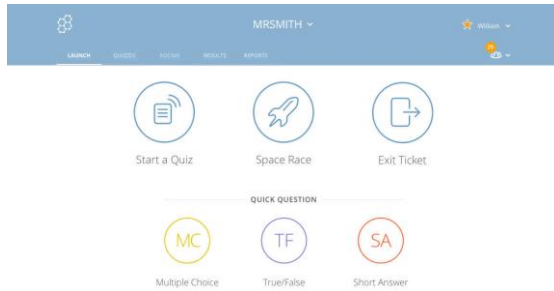 MRSMITH
William
LAUNCH QUIZZES ROOMS RESULTS REPORTS
Start a Quiz Space Race Exit Ticket
QUICK QUESTION
MC TF SA
Multiple Choice True/False Short Answer